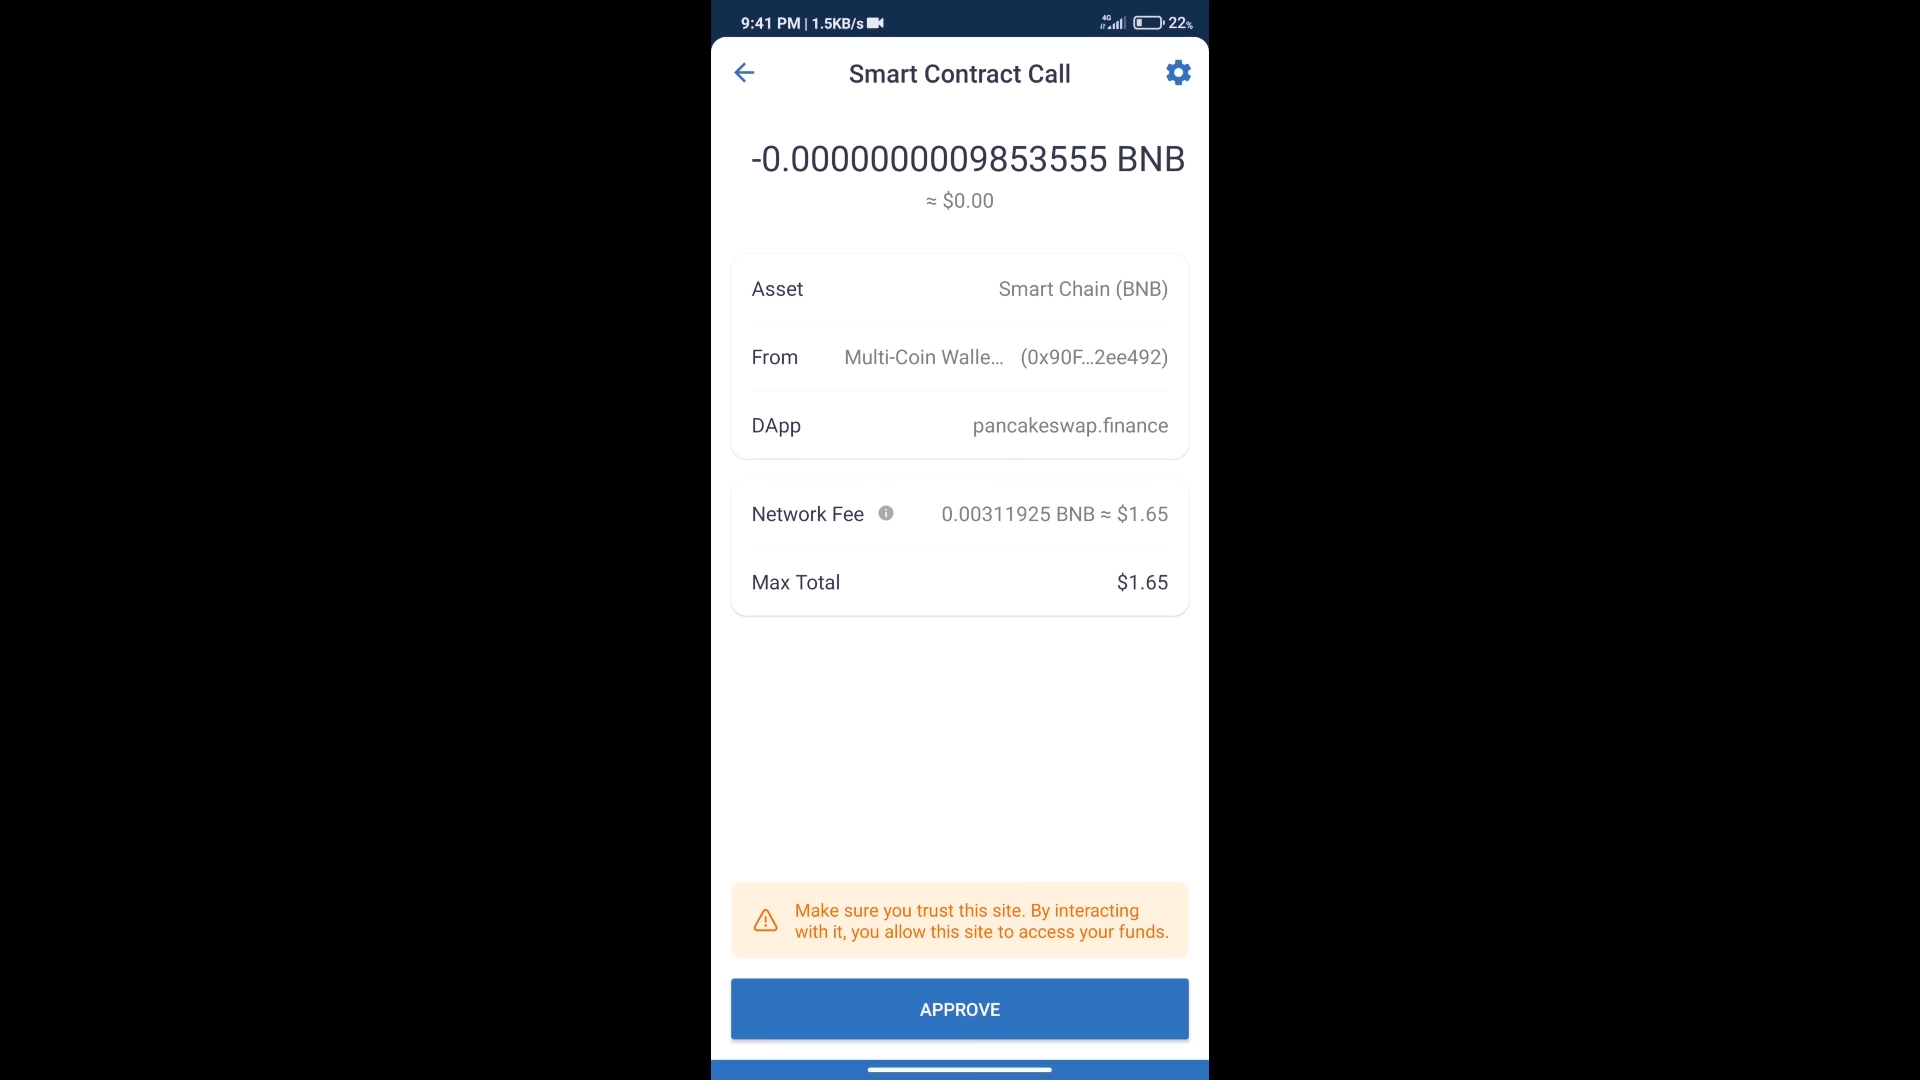 9:41 PM | 1.5KB/s 4G 22%
Smart Contract Call
-0.0000000009853555 BNB
≈ $0.00
Asset Smart Chain (BNB)
From Multi-Coin Walle... (0x90F...2ee492)
DApp pancakeswap.finance
Network Fee 0.00311925 BNB ≈ $1.65
Max Total $1.65
Make sure you trust this site. By interacting
with it, you allow this site to access your funds.
APPROVE